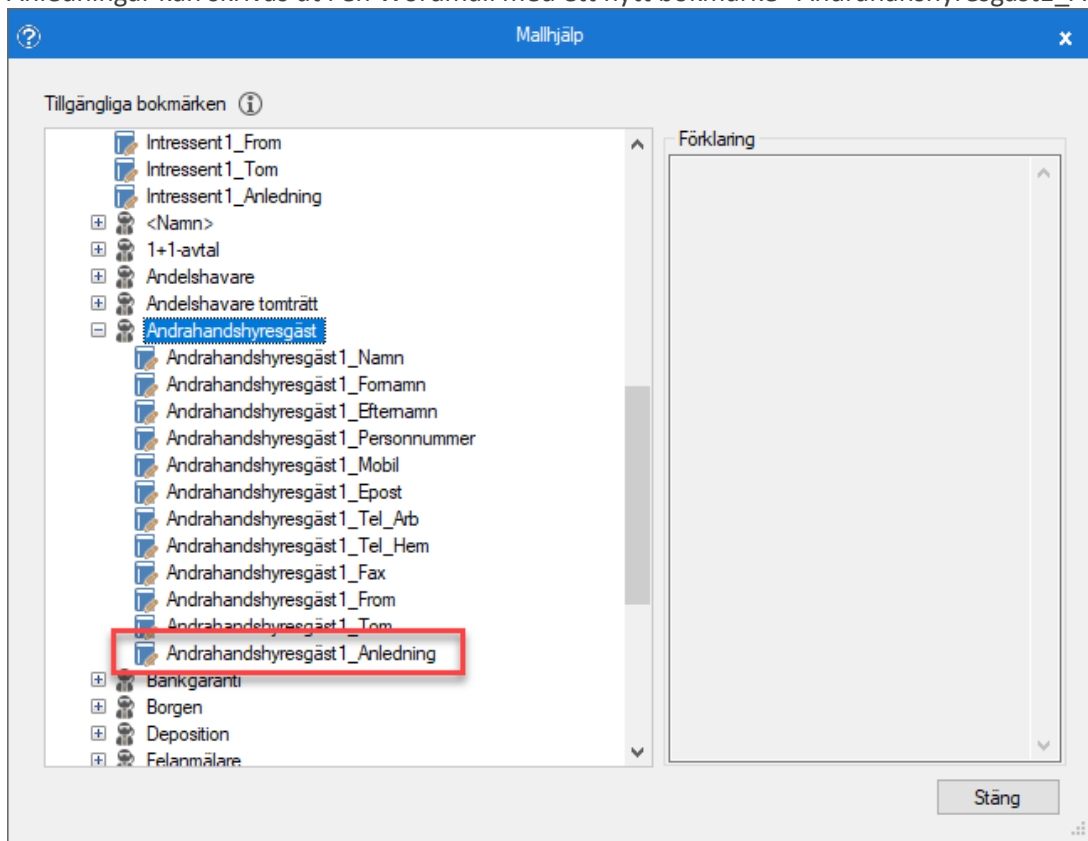 Mallhjälp
Tillgängliga bokmärken
Förklaring
Intressent1_From
Intressent1_Tom
Intressent1_Anledning
<Namn>
1+1-avtal
Andelshavare
Andelshavare tomträtt
Andrahandshyresgäst
Andrahandshyresgäst1_Namn
Andrahandshyresgäst1_Fornamn
Andrahandshyresgäst1_Efternamn
Andrahandshyresgäst1_Personnummer
Andrahandshyresgäst1_Mobil
Andrahandshyresgäst1_Epost
Andrahandshyresgäst1_Tel_Arb
Andrahandshyresgäst1_Tel_Hem
Andrahandshyresgäst1_Fax
Andrahandshyresgäst1_From
Andrahandshyresgäst1_Tom
Andrahandshyresgäst1_Anledning
Bankgaranti
Borgen
Deposition
Felanmälare
Stäng